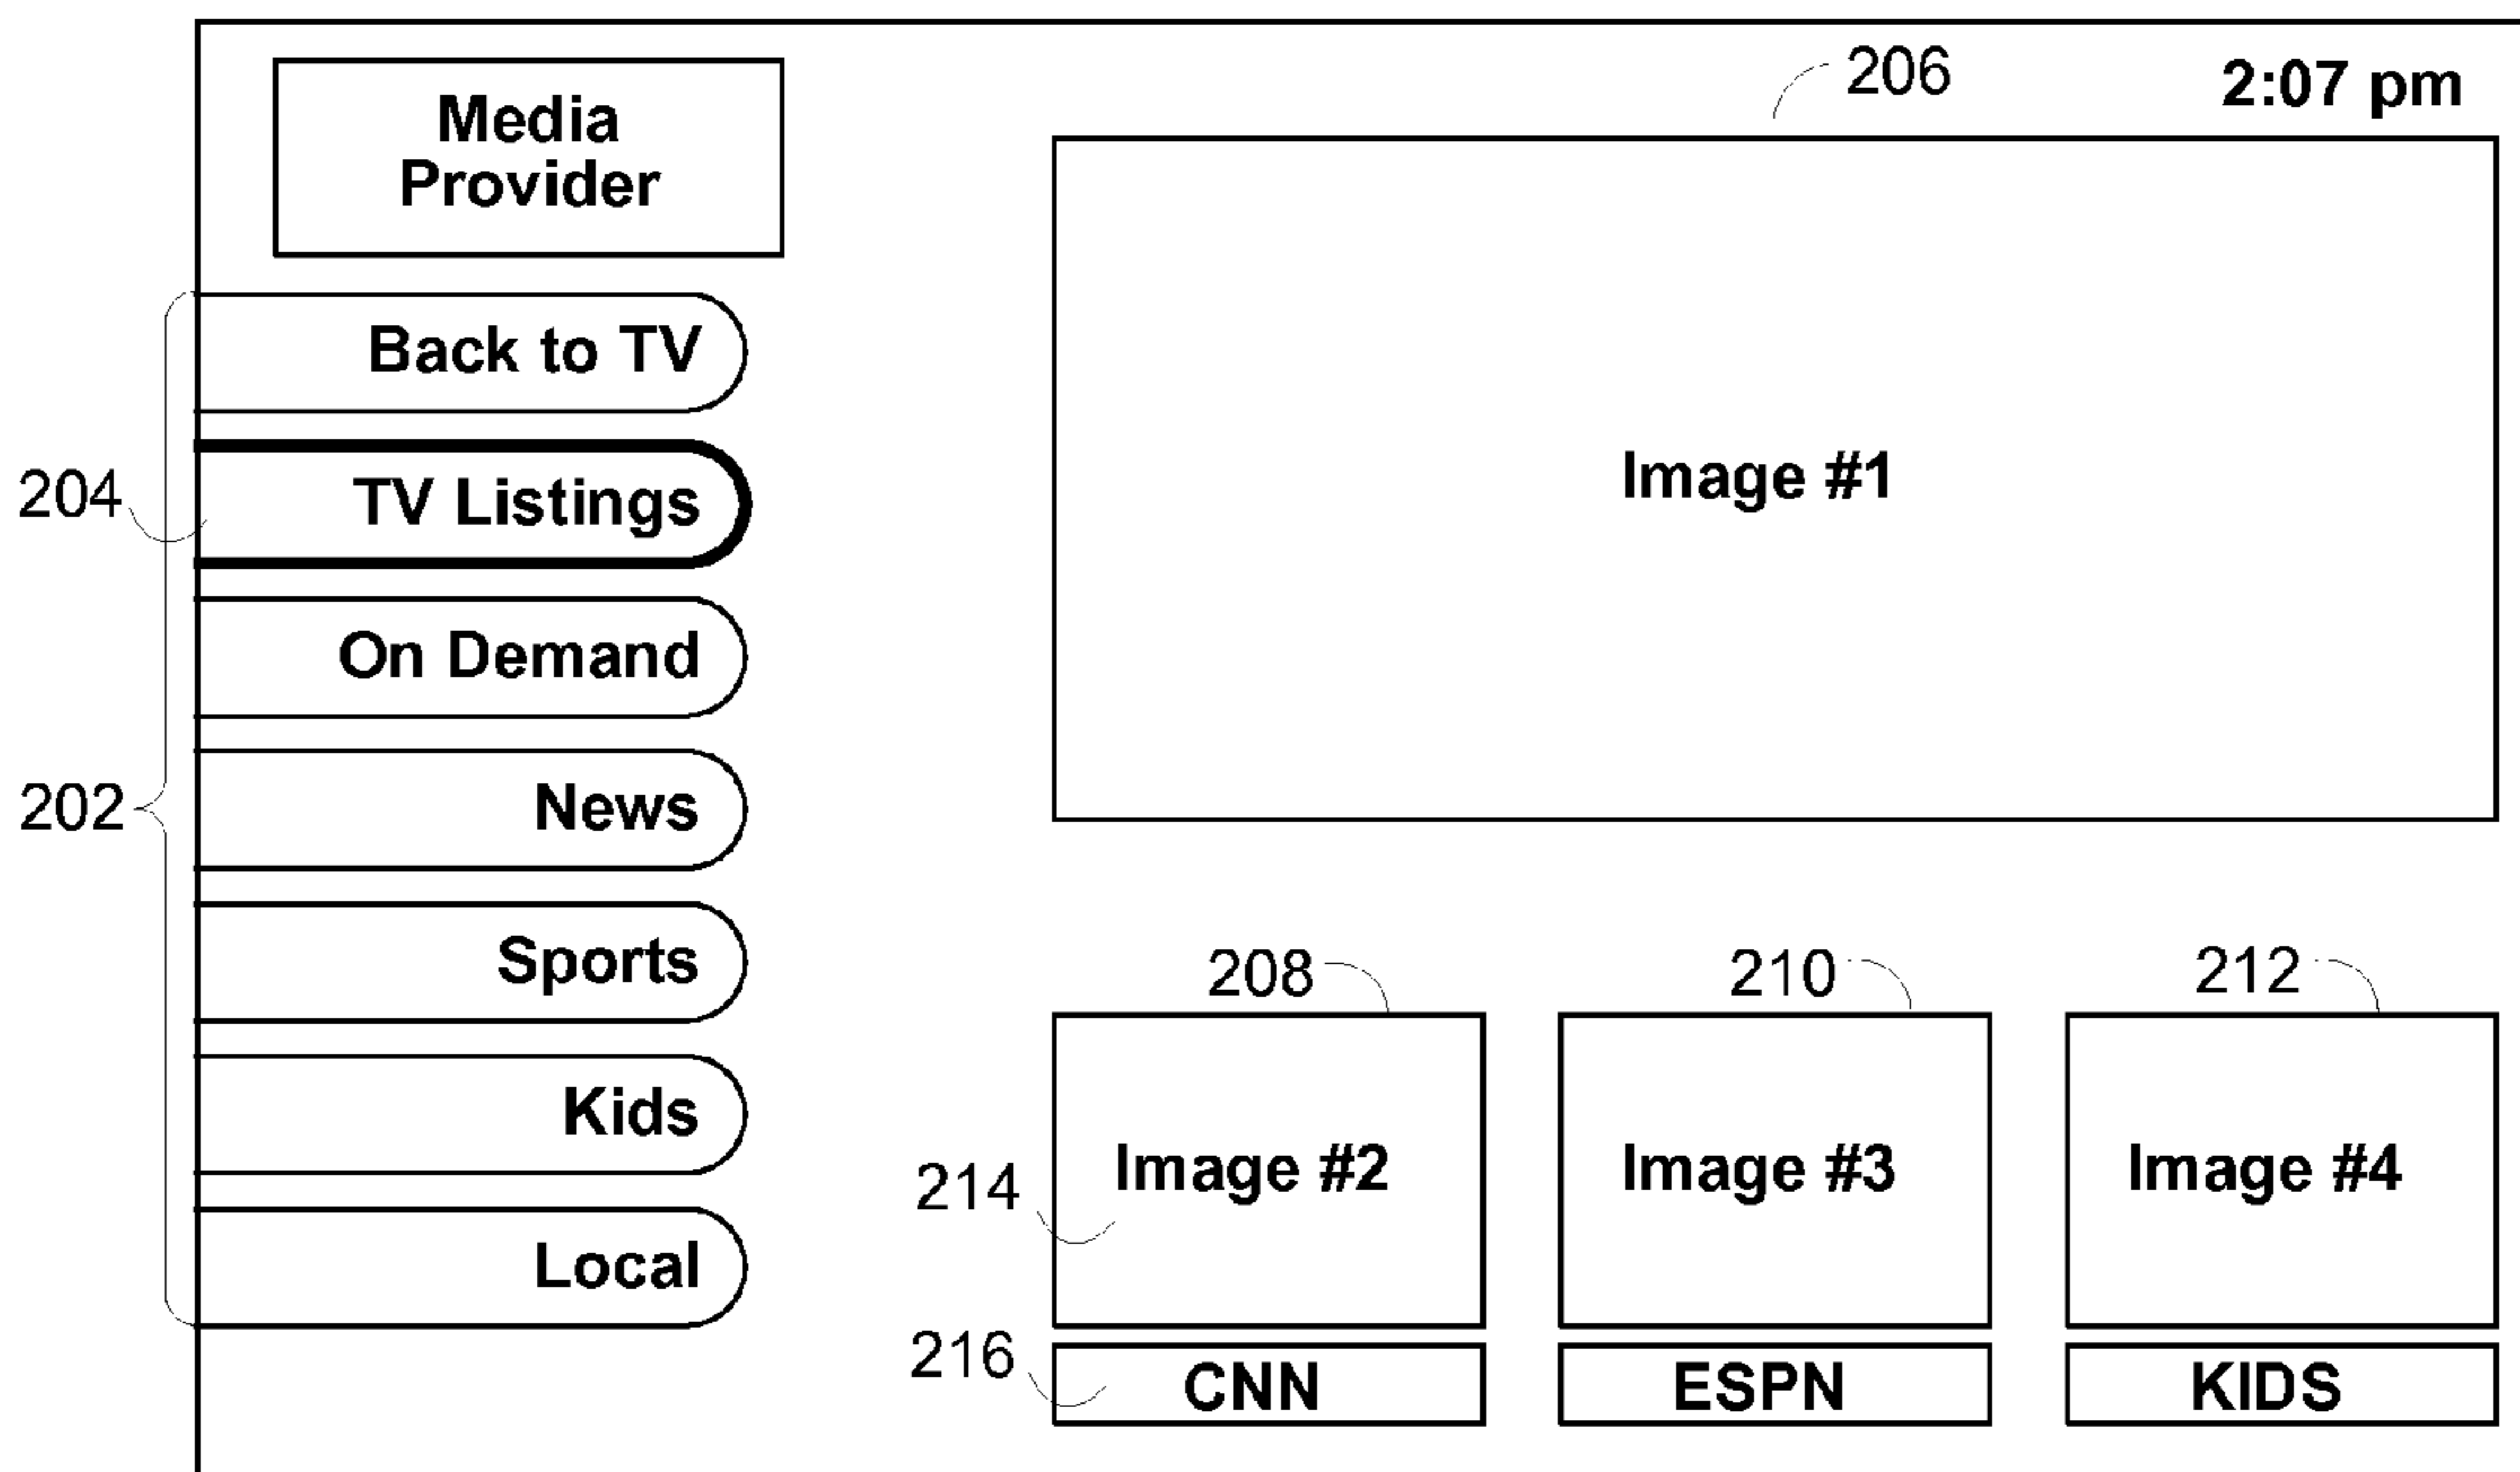 206
2:07 pm
Media
Provider
Back to TV
204
TV Listings
Image #1
On Demand
202
News
Sports
208
210
212
Kids
214
Image #2
Image #3
Image #4
Local
216
CNN
ESPN
KIDS